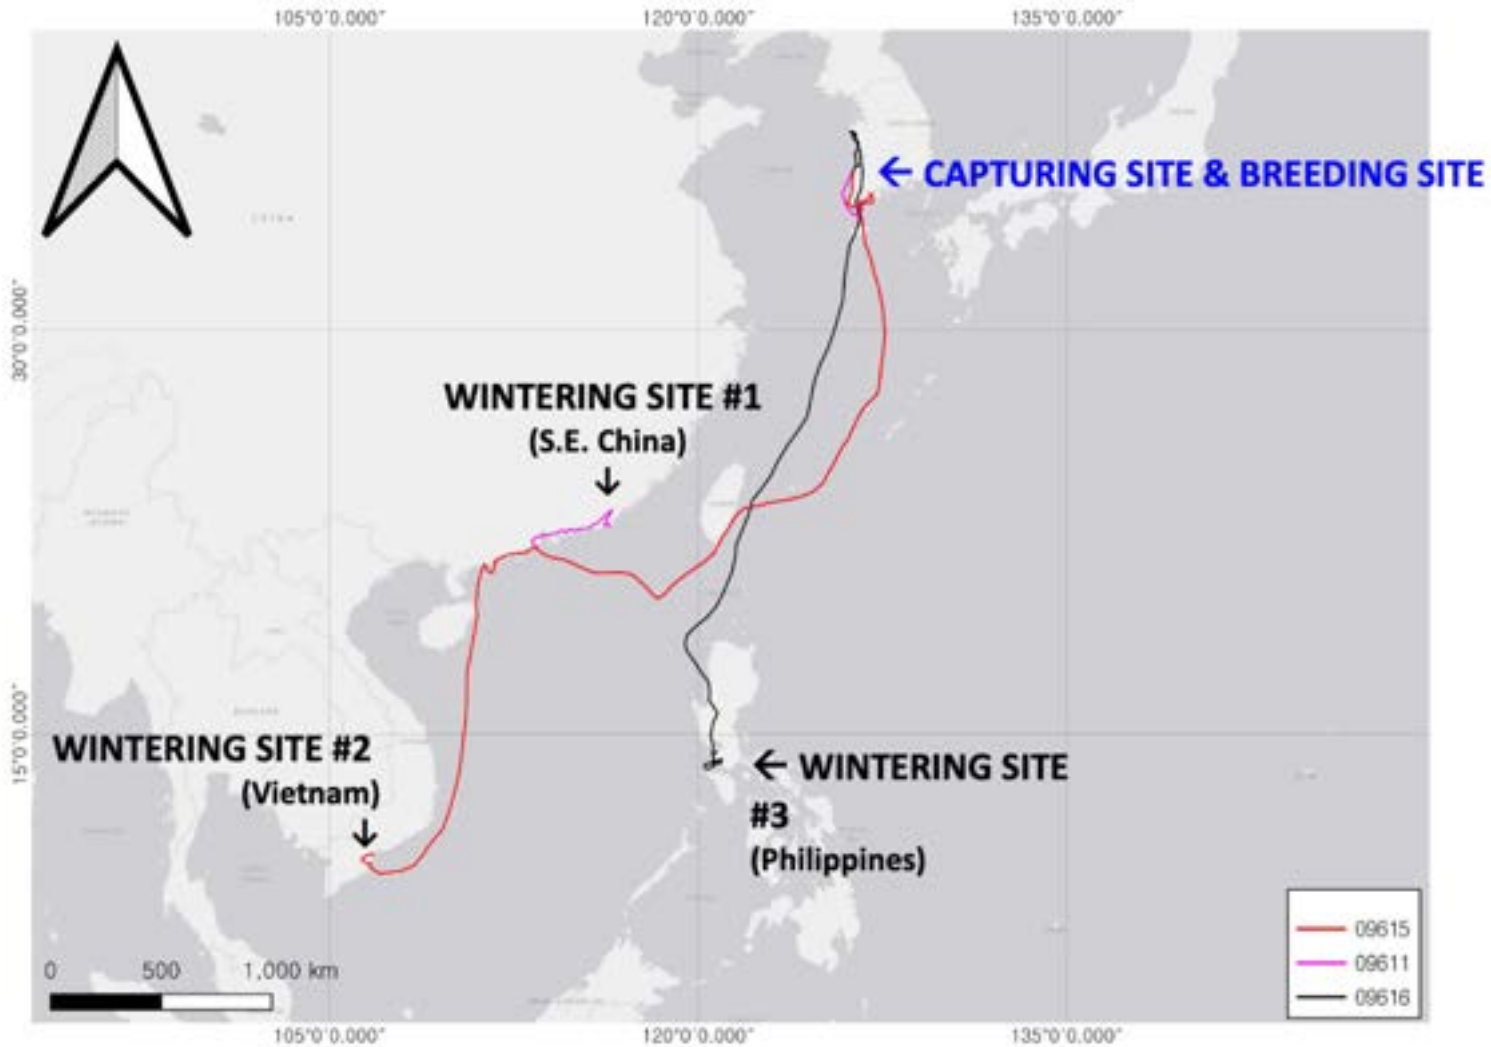 105°0'0.000"
120°0'0.000"
135°0'0.000"
← CAPTURING SITE & BREEDING SITE
CHINA
30°0'0.000"
WINTERING SITE #1
(S.E. China)
↓
WINTERING SITE #2
(Vietnam)
↓
15°0'0.000"
← WINTERING SITE
#3
(Philippines)
09615
09611
09616
0 500 1,000 km
105°0'0.000"
120°0'0.000"
135°0'0.000"